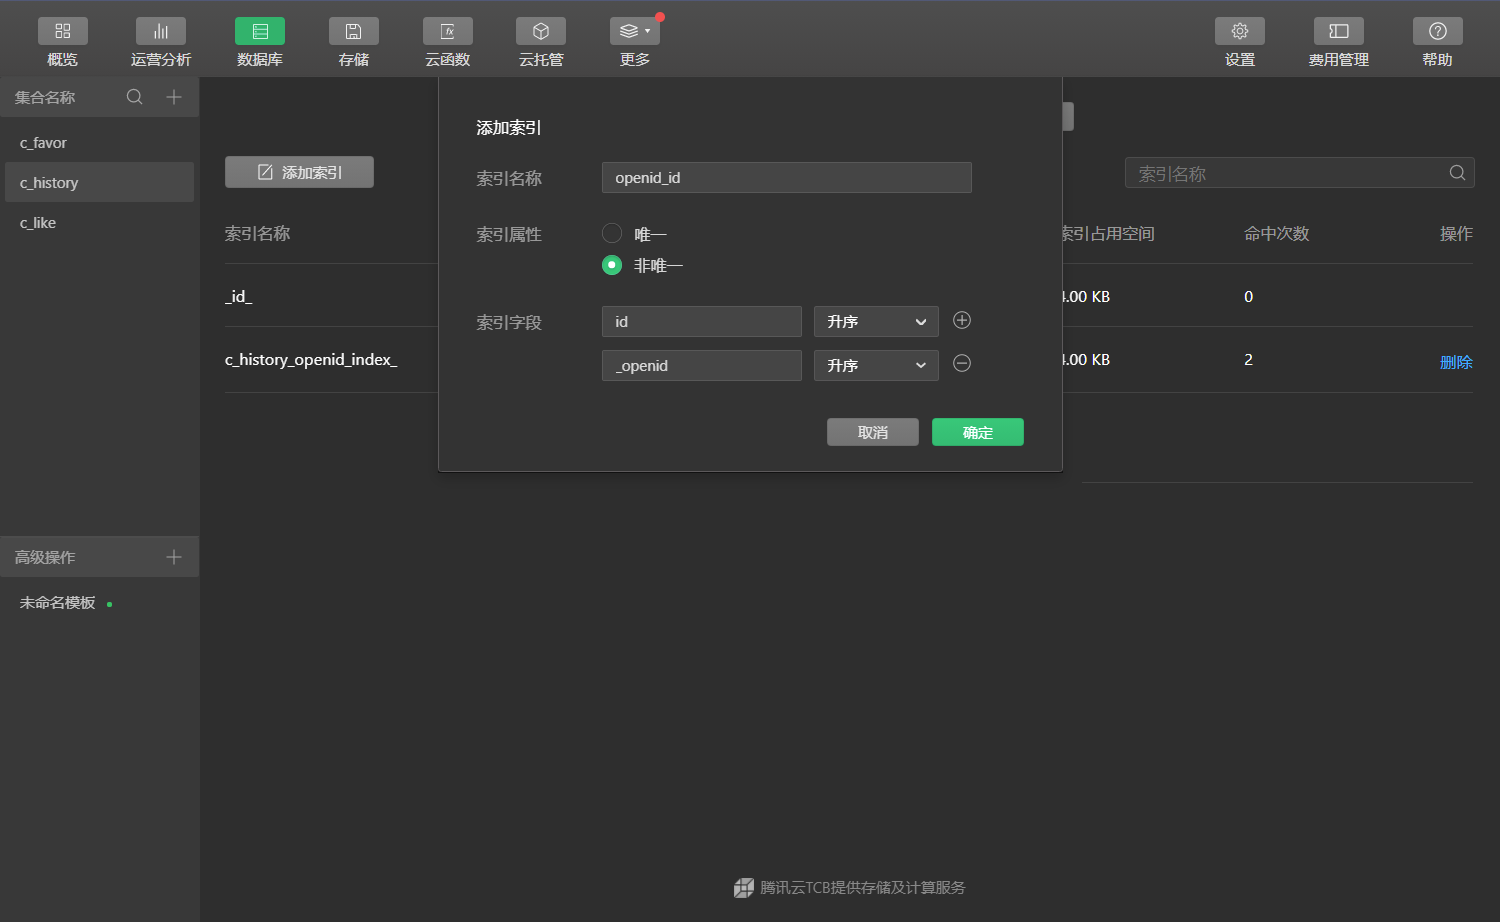 概览
运营分析
数据库
存储
云函数
云托管
更多
设置
费用管理
帮助
集合名称
c_favor
c_history
c_like
高级操作
未命名模板
添加索引
索引名称
索引名称
索引占用空间
命中次数
操作
_id_
.00 KB
0
c_history_openid_index_
.00 KB
2
删除
添加索引
索引名称
openid_id
索引属性
唯一
非唯一
索引字段
id
升序
_openid
升序
取消
确定
腾讯云TCB提供存储及计算服务